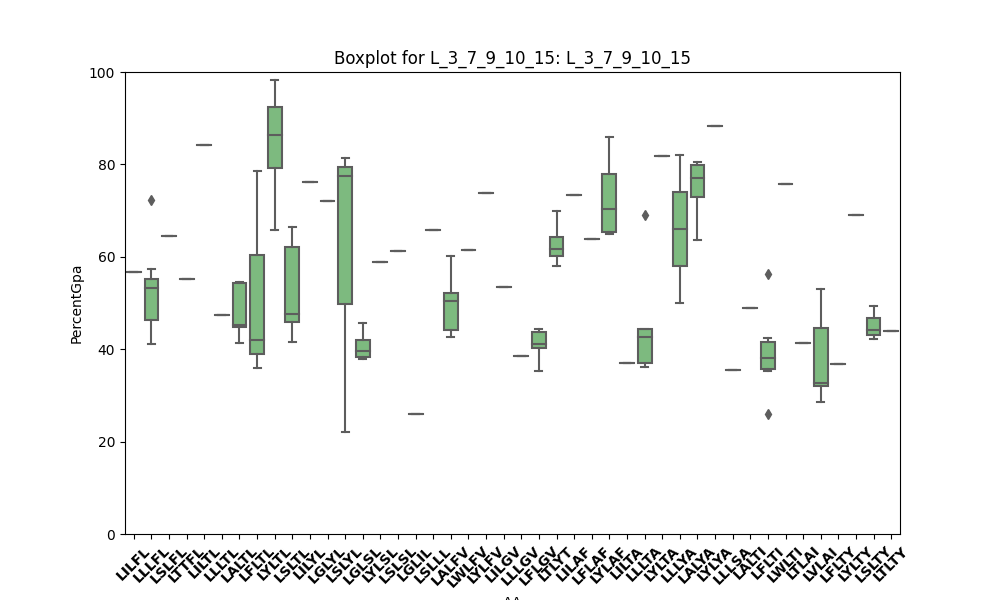 Boxplot for L_3_7_9_10_15: L_3_7_9_10_15
PercentGpa
100
80
60
40
20
0
LILFL
LLLFL
LSLFL
LTTFL
LILTL
LLLTL
LALTL
LFLTL
LYLTL
LSLTL
LILYL
LGLYL
LSLYL
LGLSL
LYLSL
LSLSL
LGLIL
LSLLL
LALFV
LWLFV
LYLFV
LILGV
LLLGV
LFLGV
LTLYT
LILAF
LFLAF
LYLAF
LILTA
LLLTA
LYLTA
LLLYA
LALYA
LYLYA
LLLSA
LALTI
LFLTI
LWLTI
LTLAI
LVLAI
LFLTY
LYLTY
LSLTY
LTLTY